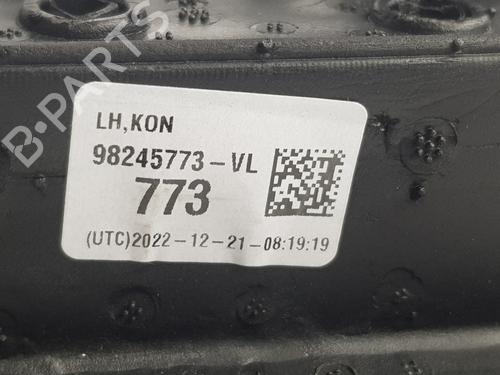 LH,KON
98245773-VL
773
(UTC)2022-12-21-08:19:19
B-PARTS